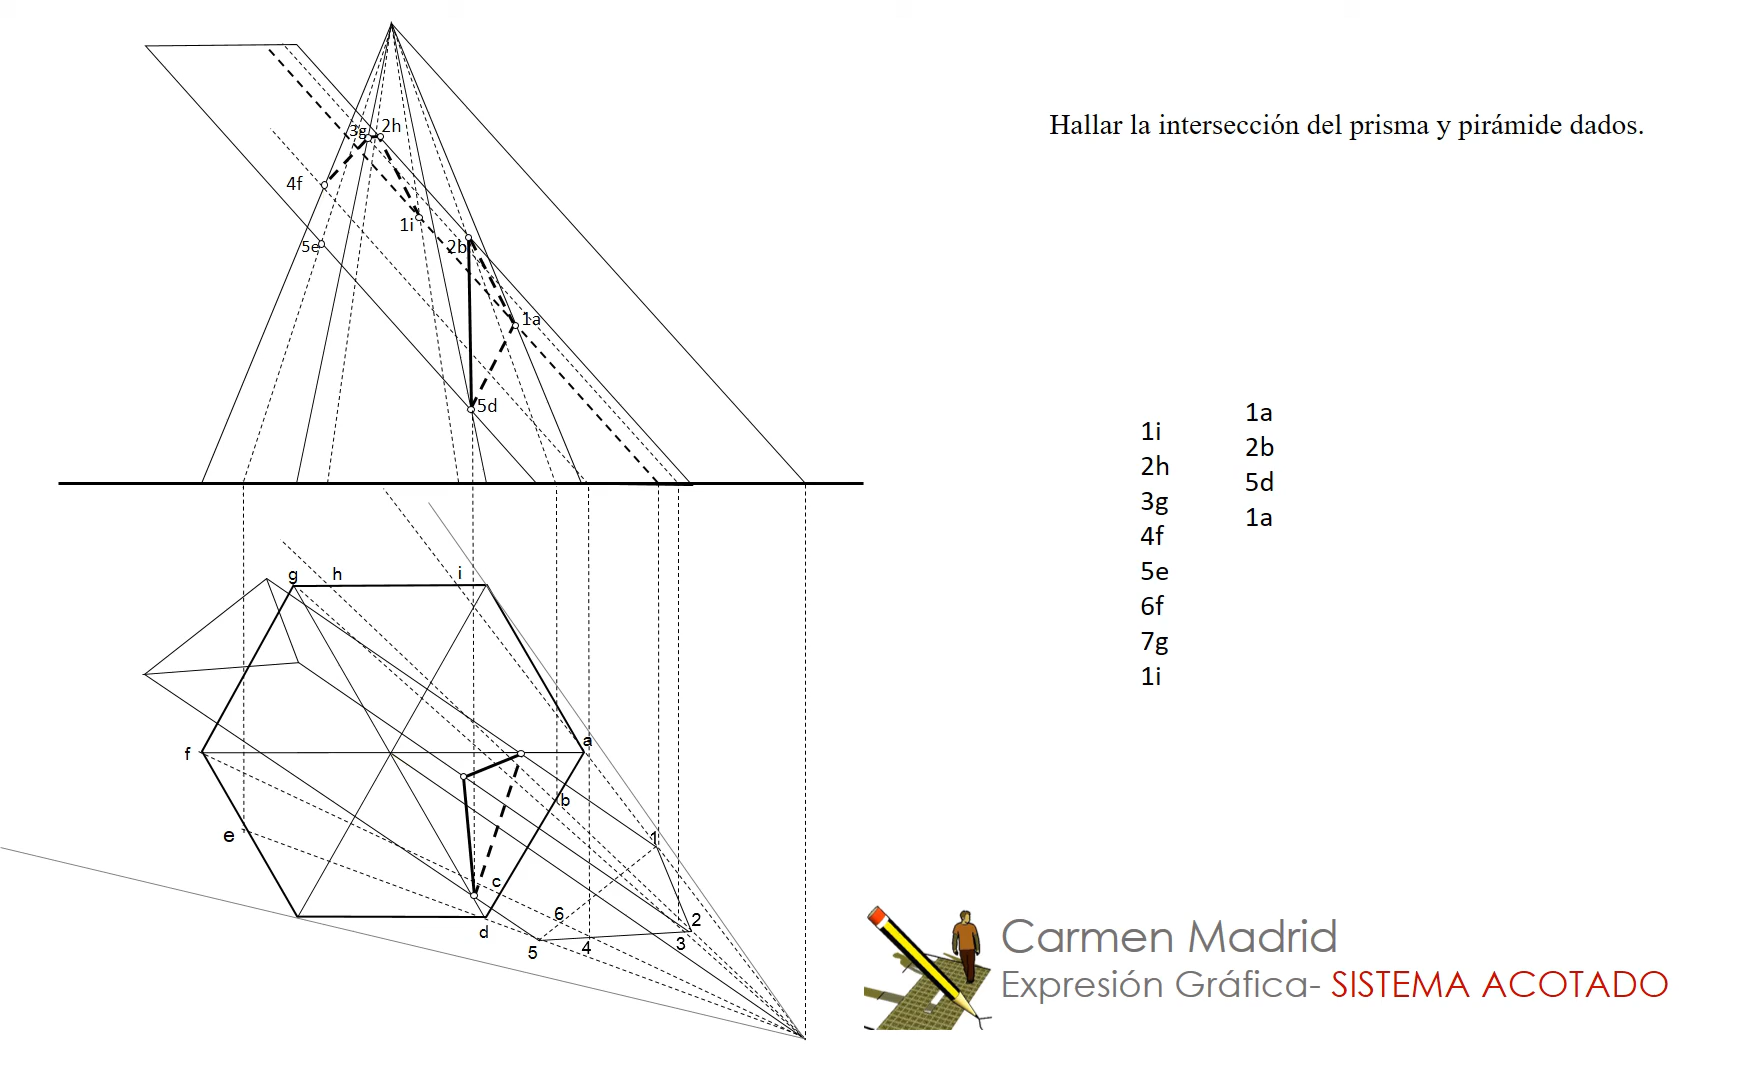 Hallar la intersección del prisma y pirámide dados.
3g 2h
4f
1i
5e 2b
1a
5d
1i
2h
3g
4f
5e
6f
7g
1i
1a
2b
5d
1a
g h i
f a
b
e 1
c
6 2
d 3
5 4
Carmen Madrid
Expresión Gráfica- SISTEMA ACOTADO